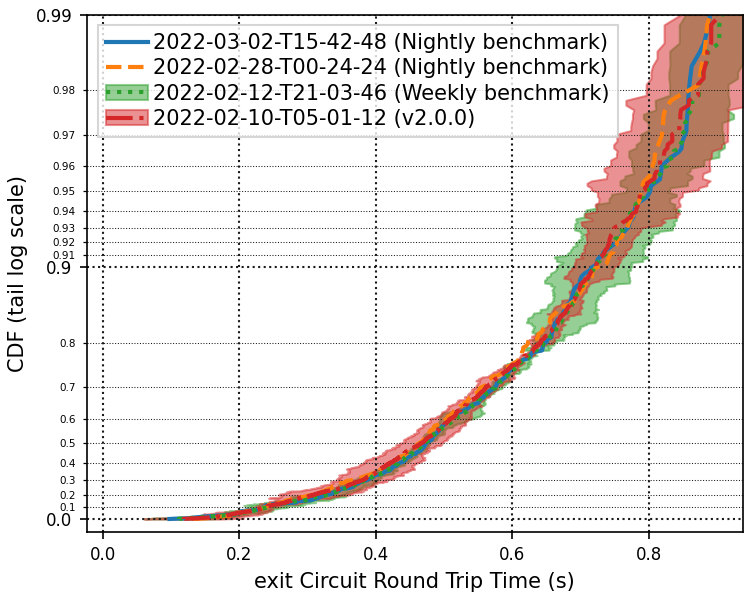 2022-03-02-T15-42-48 (Nightly benchmark)
2022-02-28-T00-24-24 (Nightly benchmark)
2022-02-12-T21-03-46 (Weekly benchmark)
2022-02-10-T05-01-12 (v2.0.0)
CDF (tail log scale)
0.99
0.98
0.97
0.96
0.95
0.94
0.93
0.92
0.91
0.9
0.8
0.7
0.6
0.5
0.4
0.3
0.2
0.1
0.0
0.0 0.2 0.4 0.6 0.8
exit Circuit Round Trip Time (s)